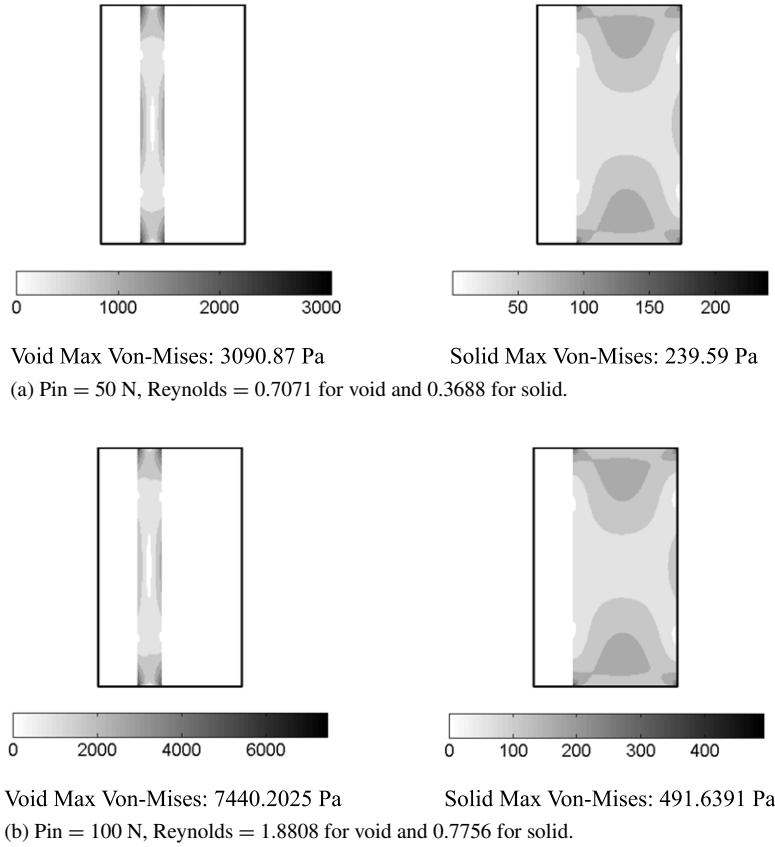 0 1000 2000 3000
50 100 150 200
Void Max Von-Mises: 3090.87 Pa
Solid Max Von-Mises: 239.59 Pa
(a) Pin = 50 N, Reynolds = 0.7071 for void and 0.3688 for solid.
0 2000 4000 6000
0 100 200 300 400
Void Max Von-Mises: 7440.2025 Pa
Solid Max Von-Mises: 491.6391 Pa
(b) Pin = 100 N, Reynolds = 1.8808 for void and 0.7756 for solid.